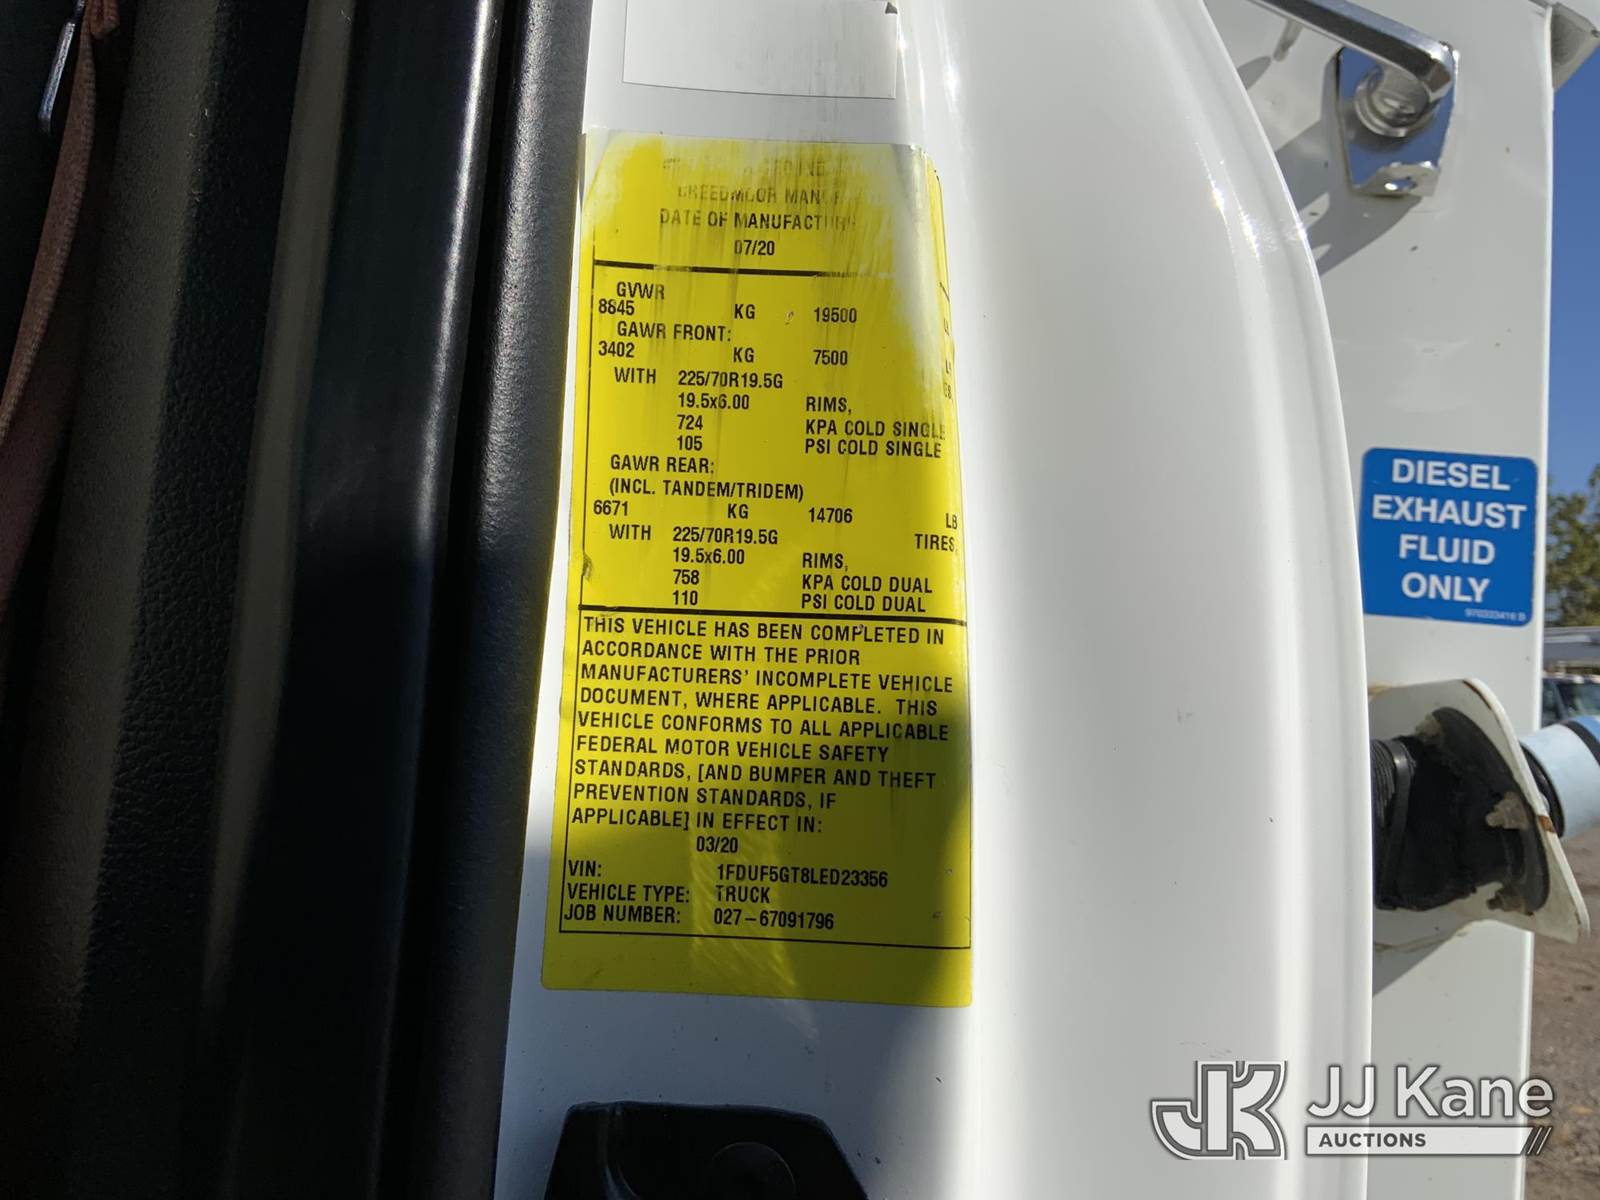 CREEDMOOR
DATE OF MANUFACTURE
07/20
GVWR
8845 KG 19500
GAWR FRONT:
3402 KG 7500
WITH 225/70R19.5G
19.5x6.00 RIMS,
724 KPA COLD SINGLE
105 PSI COLD SINGLE
GAWR REAR:
(INCL. TANDEM/TRIDEM)
6671 KG 14706 LB
WITH 225/70R19.5G TIRES,
19.5x6.00 RIMS,
758 KPA COLD DUAL
110 PSI COLD DUAL
THIS VEHICLE HAS BEEN COMPLETED IN
ACCORDANCE WITH THE PRIOR
MANUFACTURERS' INCOMPLETE VEHICLE
DOCUMENT, WHERE APPLICABLE. THIS
VEHICLE CONFORMS TO ALL APPLICABLE
FEDERAL MOTOR VEHICLE SAFETY
STANDARDS, [AND BUMPER AND THEFT
PREVENTION STANDARDS, IF
APPLICABLE] IN EFFECT IN:
03/20
VIN: 1FDUF5GT8LED23356
VEHICLE TYPE: TRUCK
JOB NUMBER: 027-67091796
DIESEL
EXHAUST
FLUID
ONLY
970333416 B
JK JJ Kane
AUCTIONS